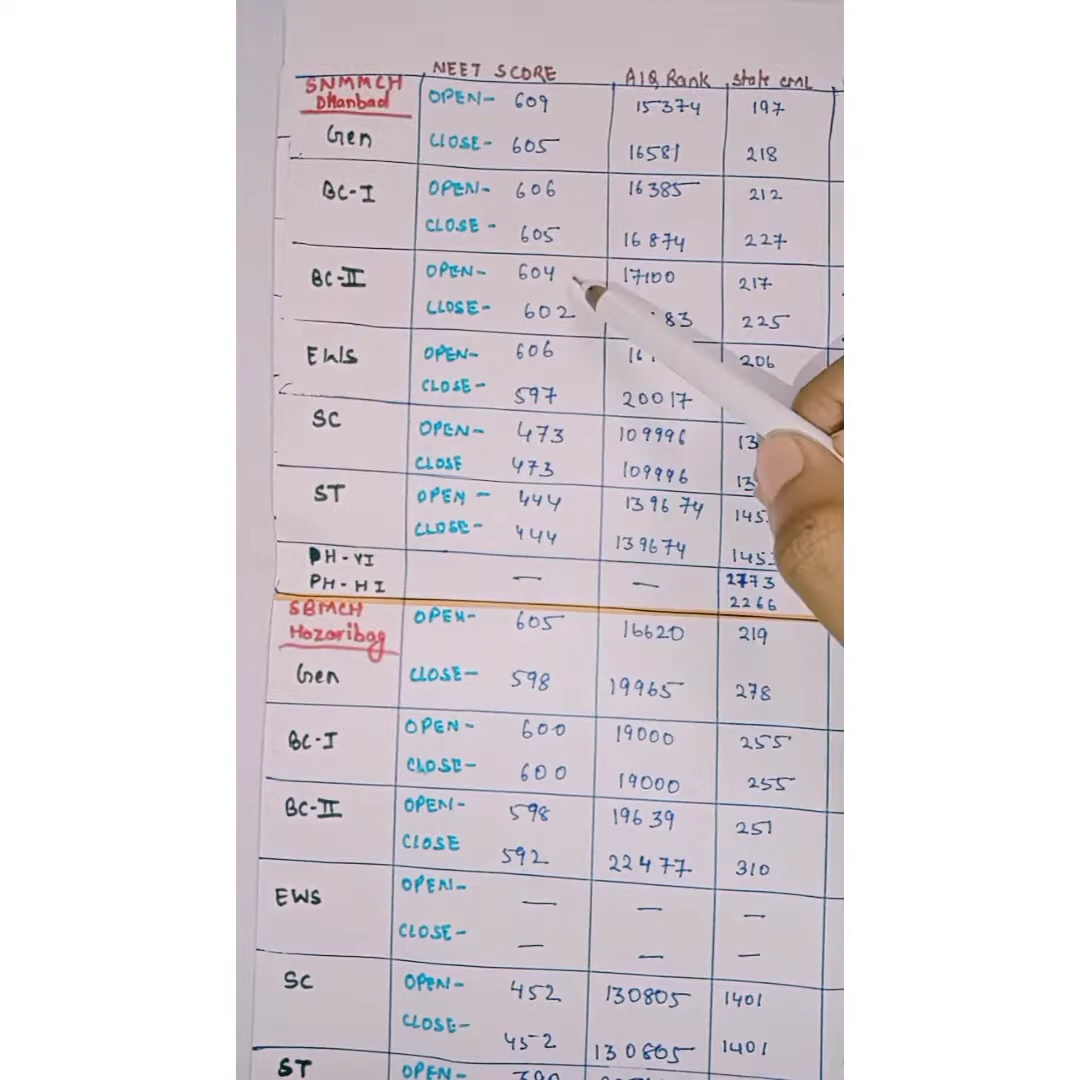 NEET SCORE AIQ Rank State CML
SNMMCH
Dhanbad OPEN- 609 15374 197
Gen CLOSE- 605 16581 218
BC-I OPEN- 606 16385 212
CLOSE- 605 16874 227
BC-II OPEN- 604 17100 217
CLOSE- 602 83 225
EWS OPEN- 606 206
CLOSE- 597 20017
SC OPEN- 473 109996
CLOSE 473 109996
ST OPEN- 444 139674
CLOSE- 444 139674
PH-VI — — 2773
PH-HI 2266
SBMCH OPEN- 605 16620 219
Hazaribag
Gen CLOSE- 598 19965 278
BC-I OPEN- 600 19000 255
CLOSE- 600 19000 255
BC-II OPEN- 598 19639 251
CLOSE 592 22477 310
EWS OPEN- — — —
CLOSE- — — —
SC OPEN- 452 130805 1401
CLOSE- 452 130805 1401
ST OPEN-